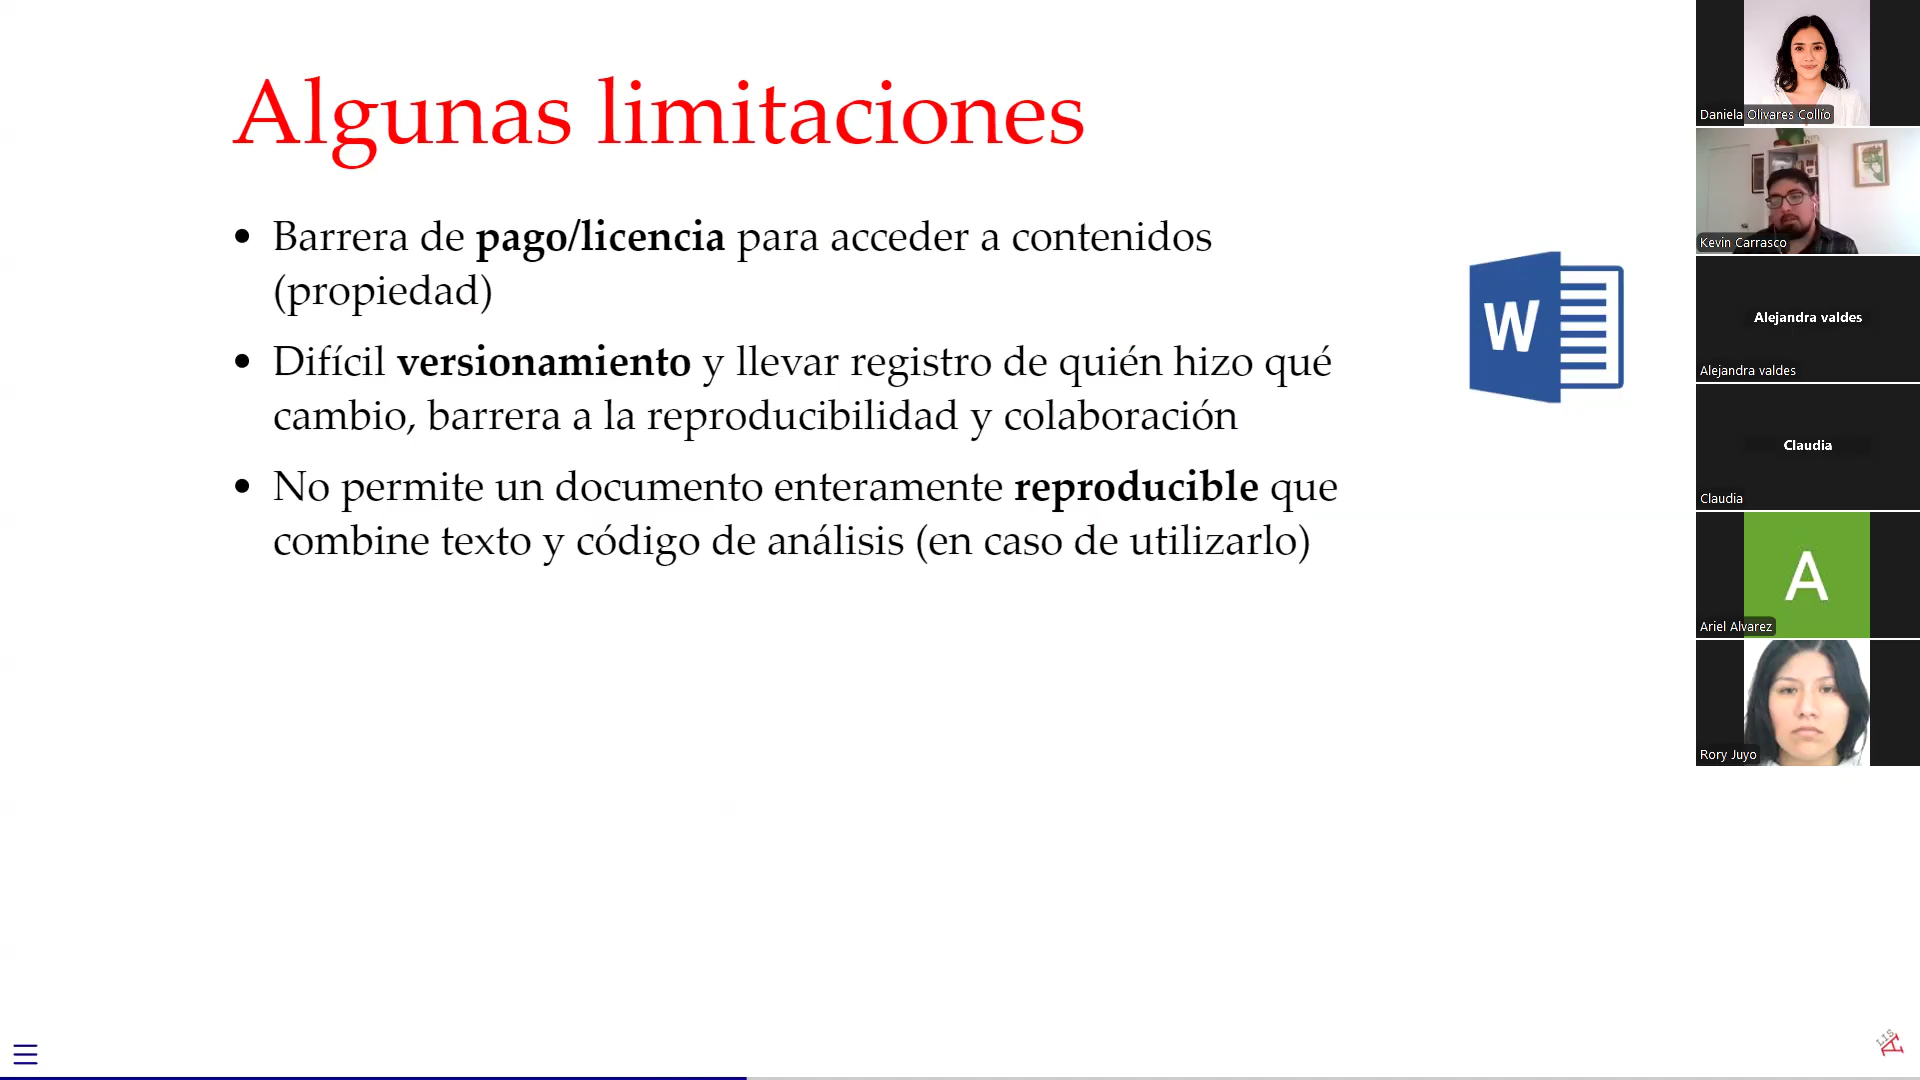 Algunas limitaciones
• Barrera de pago/licencia para acceder a contenidos
(propiedad)
• Difícil versionamiento y llevar registro de quién hizo qué
cambio, barrera a la reproducibilidad y colaboración
• No permite un documento enteramente reproducible que
combine texto y código de análisis (en caso de utilizarlo)
W
Daniela Olivares Collío
Kevin Carrasco
Alejandra valdes
Alejandra valdes
Claudia
Claudia
A
Ariel Alvarez
Rory Juyo
LIS
A